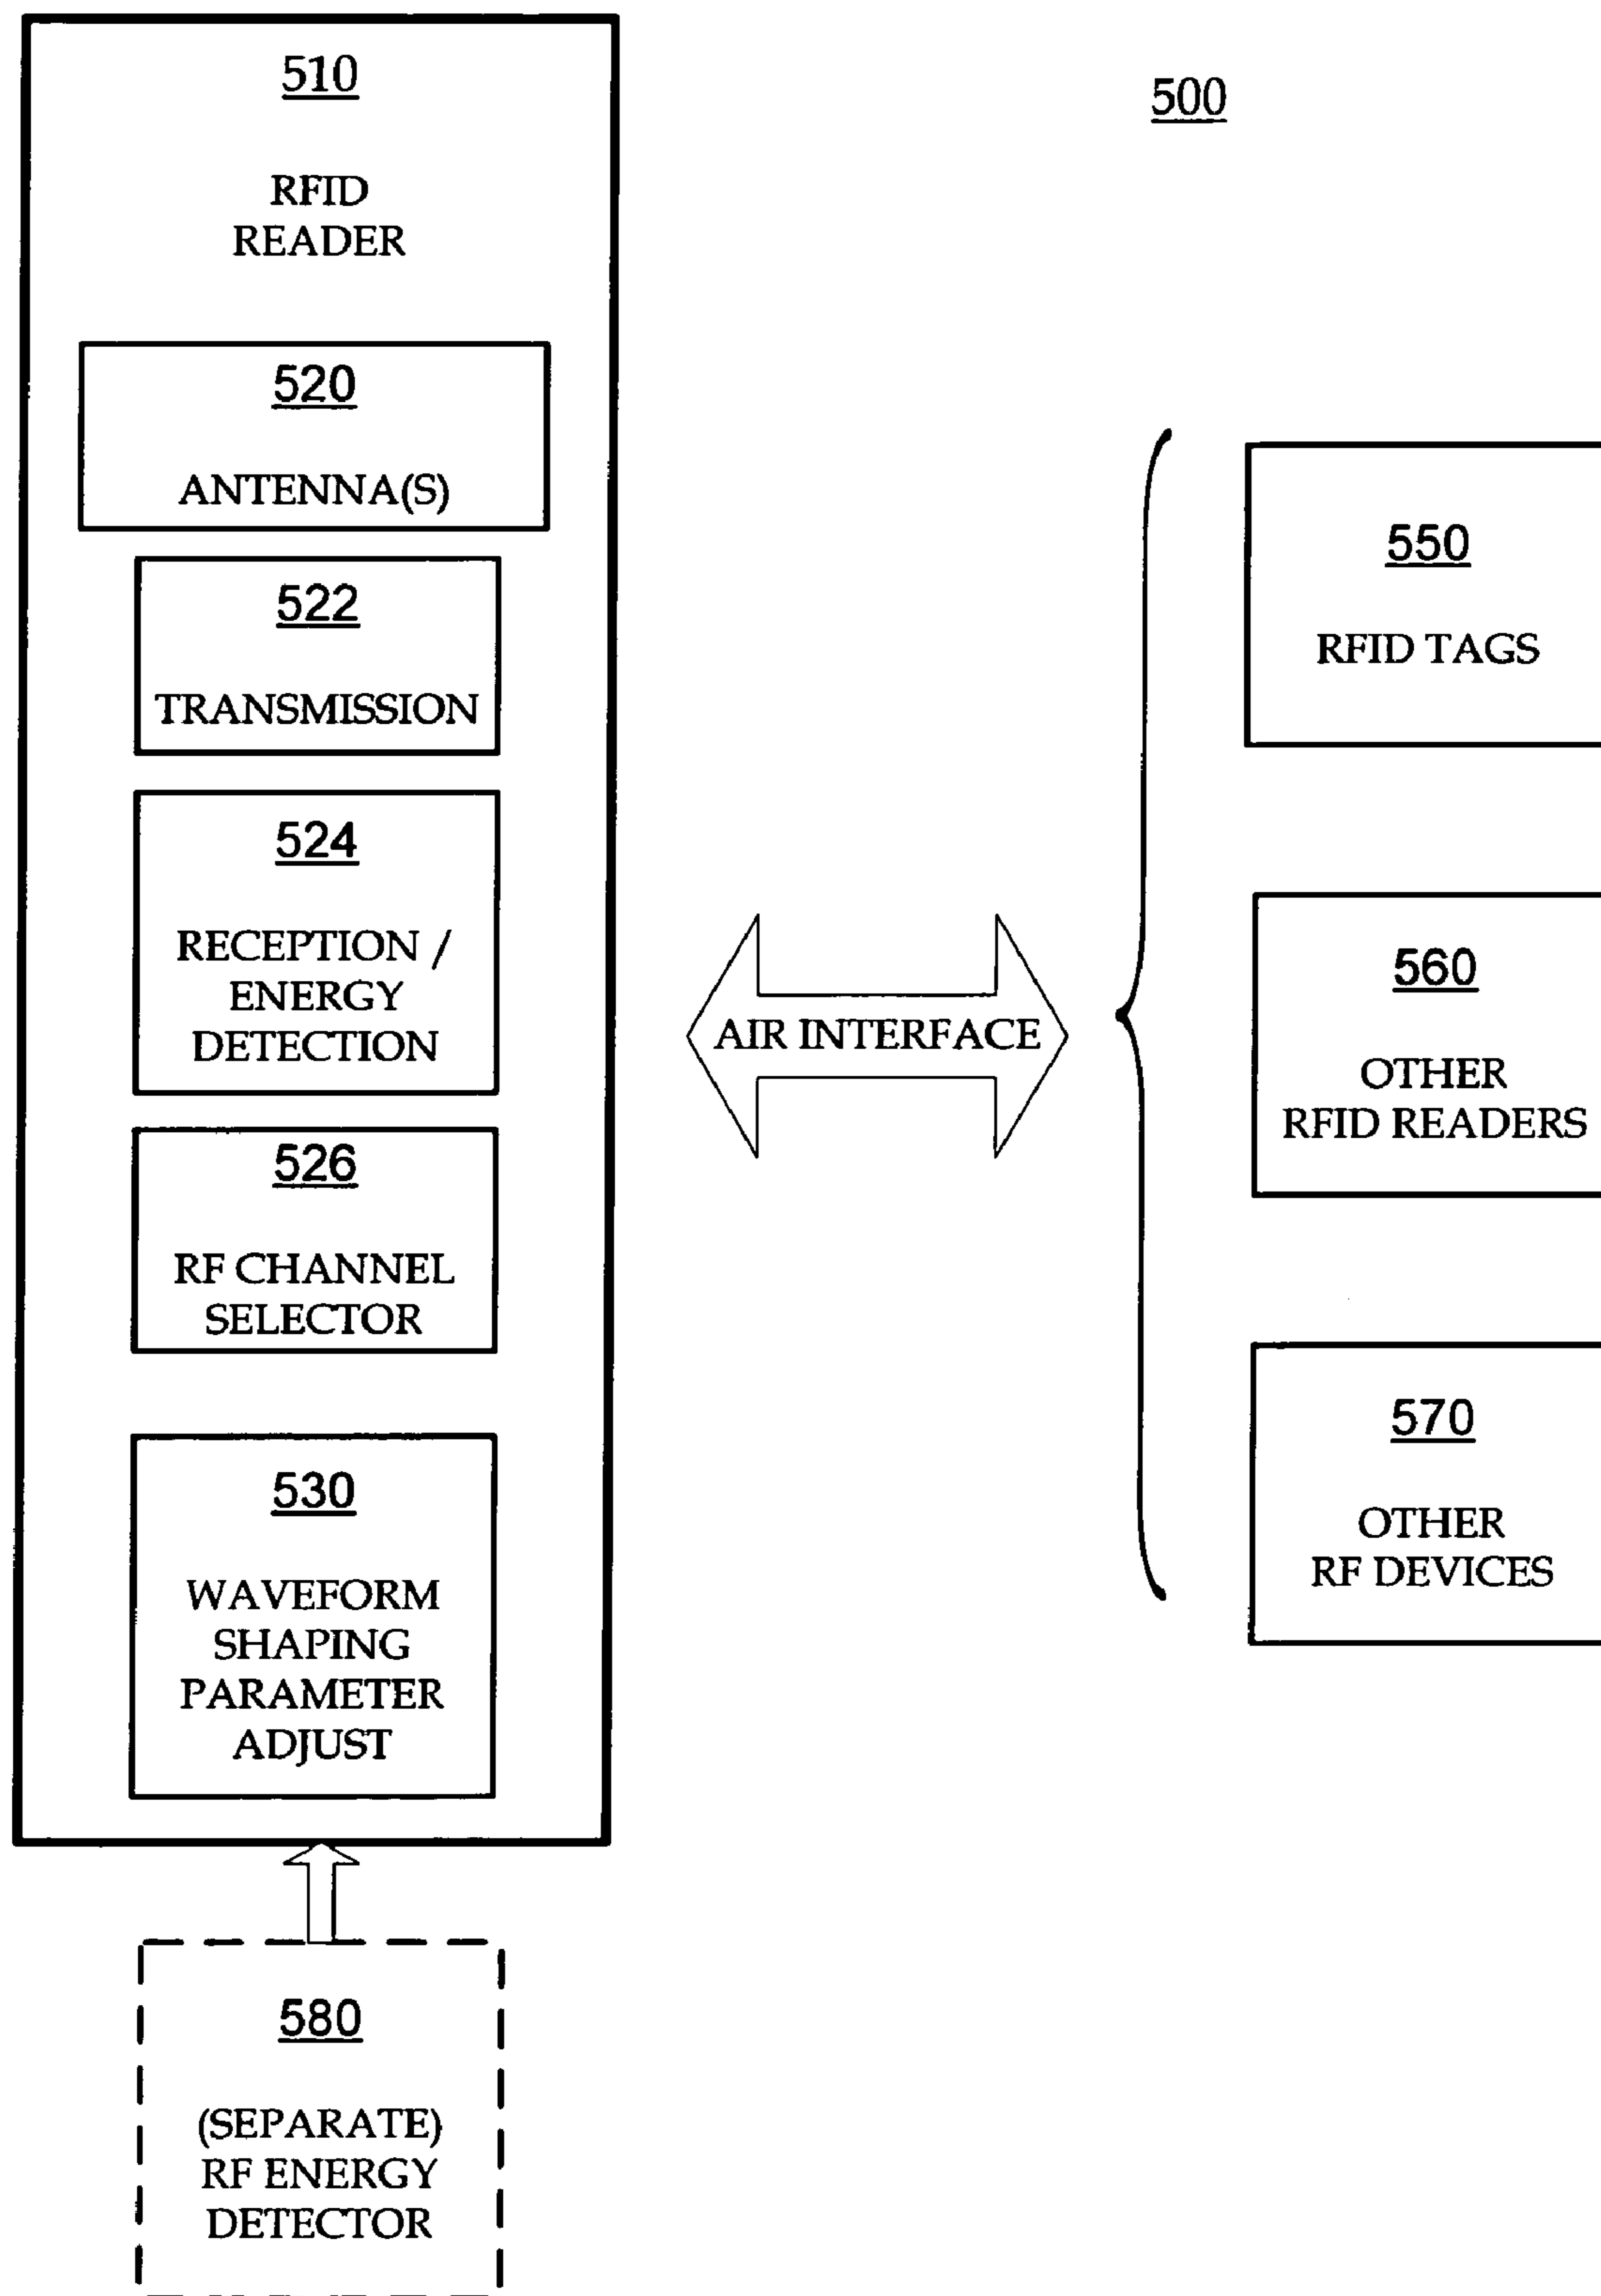 510
RFID
READER
520
ANTENNA(S)
522
TRANSMISSION
524
RECEPTION /
ENERGY
DETECTION
526
RF CHANNEL
SELECTOR
530
WAVEFORM
SHAPING
PARAMETER
ADJUST
580
(SEPARATE)
RF ENERGY
DETECTOR
AIR INTERFACE
500
550
RFID TAGS
560
OTHER
RFID READERS
570
OTHER
RF DEVICES